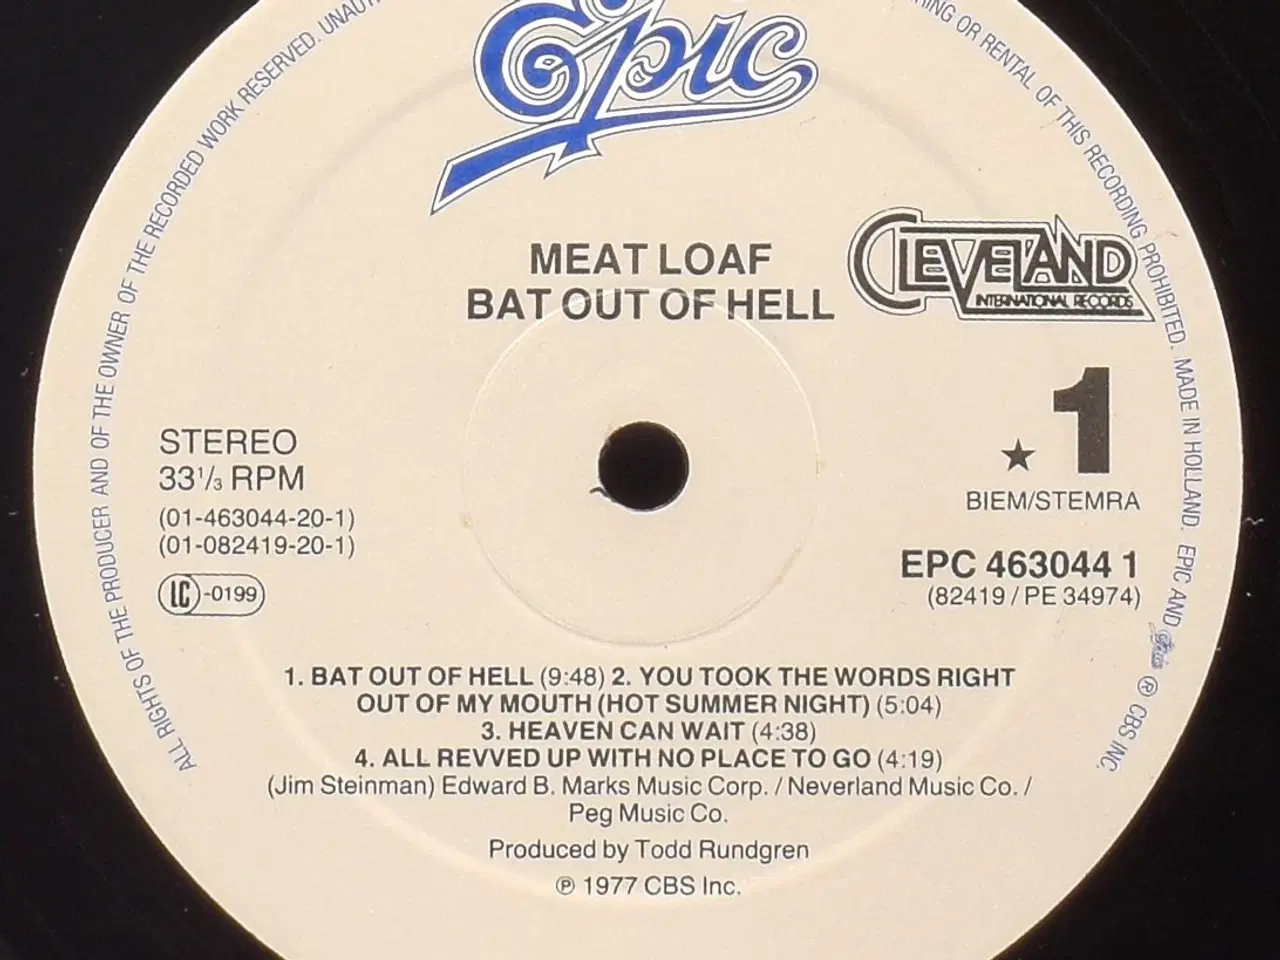 Epic
MEAT LOAF
BAT OUT OF HELL
CLEVELAND
INTERNATIONAL RECORDS
STEREO
33⅓ RPM
(01-463044-20-1)
(01-082419-20-1)
LC-0199
★ 1
BIEM/STEMRA
EPC 463044 1
(82419 / PE 34974)
1. BAT OUT OF HELL (9:48) 2. YOU TOOK THE WORDS RIGHT
OUT OF MY MOUTH (HOT SUMMER NIGHT) (5:04)
3. HEAVEN CAN WAIT (4:38)
4. ALL REVVED UP WITH NO PLACE TO GO (4:19)
(Jim Steinman) Edward B. Marks Music Corp. / Neverland Music Co. /
Peg Music Co.
Produced by Todd Rundgren
℗ 1977 CBS Inc.
ALL RIGHTS OF THE PRODUCER AND OF THE OWNER OF THE RECORDED WORK RESERVED.
OR RENTAL OF THIS RECORDING PROHIBITED. MADE IN HOLLAND. EPIC AND Epic ® CBS INC.